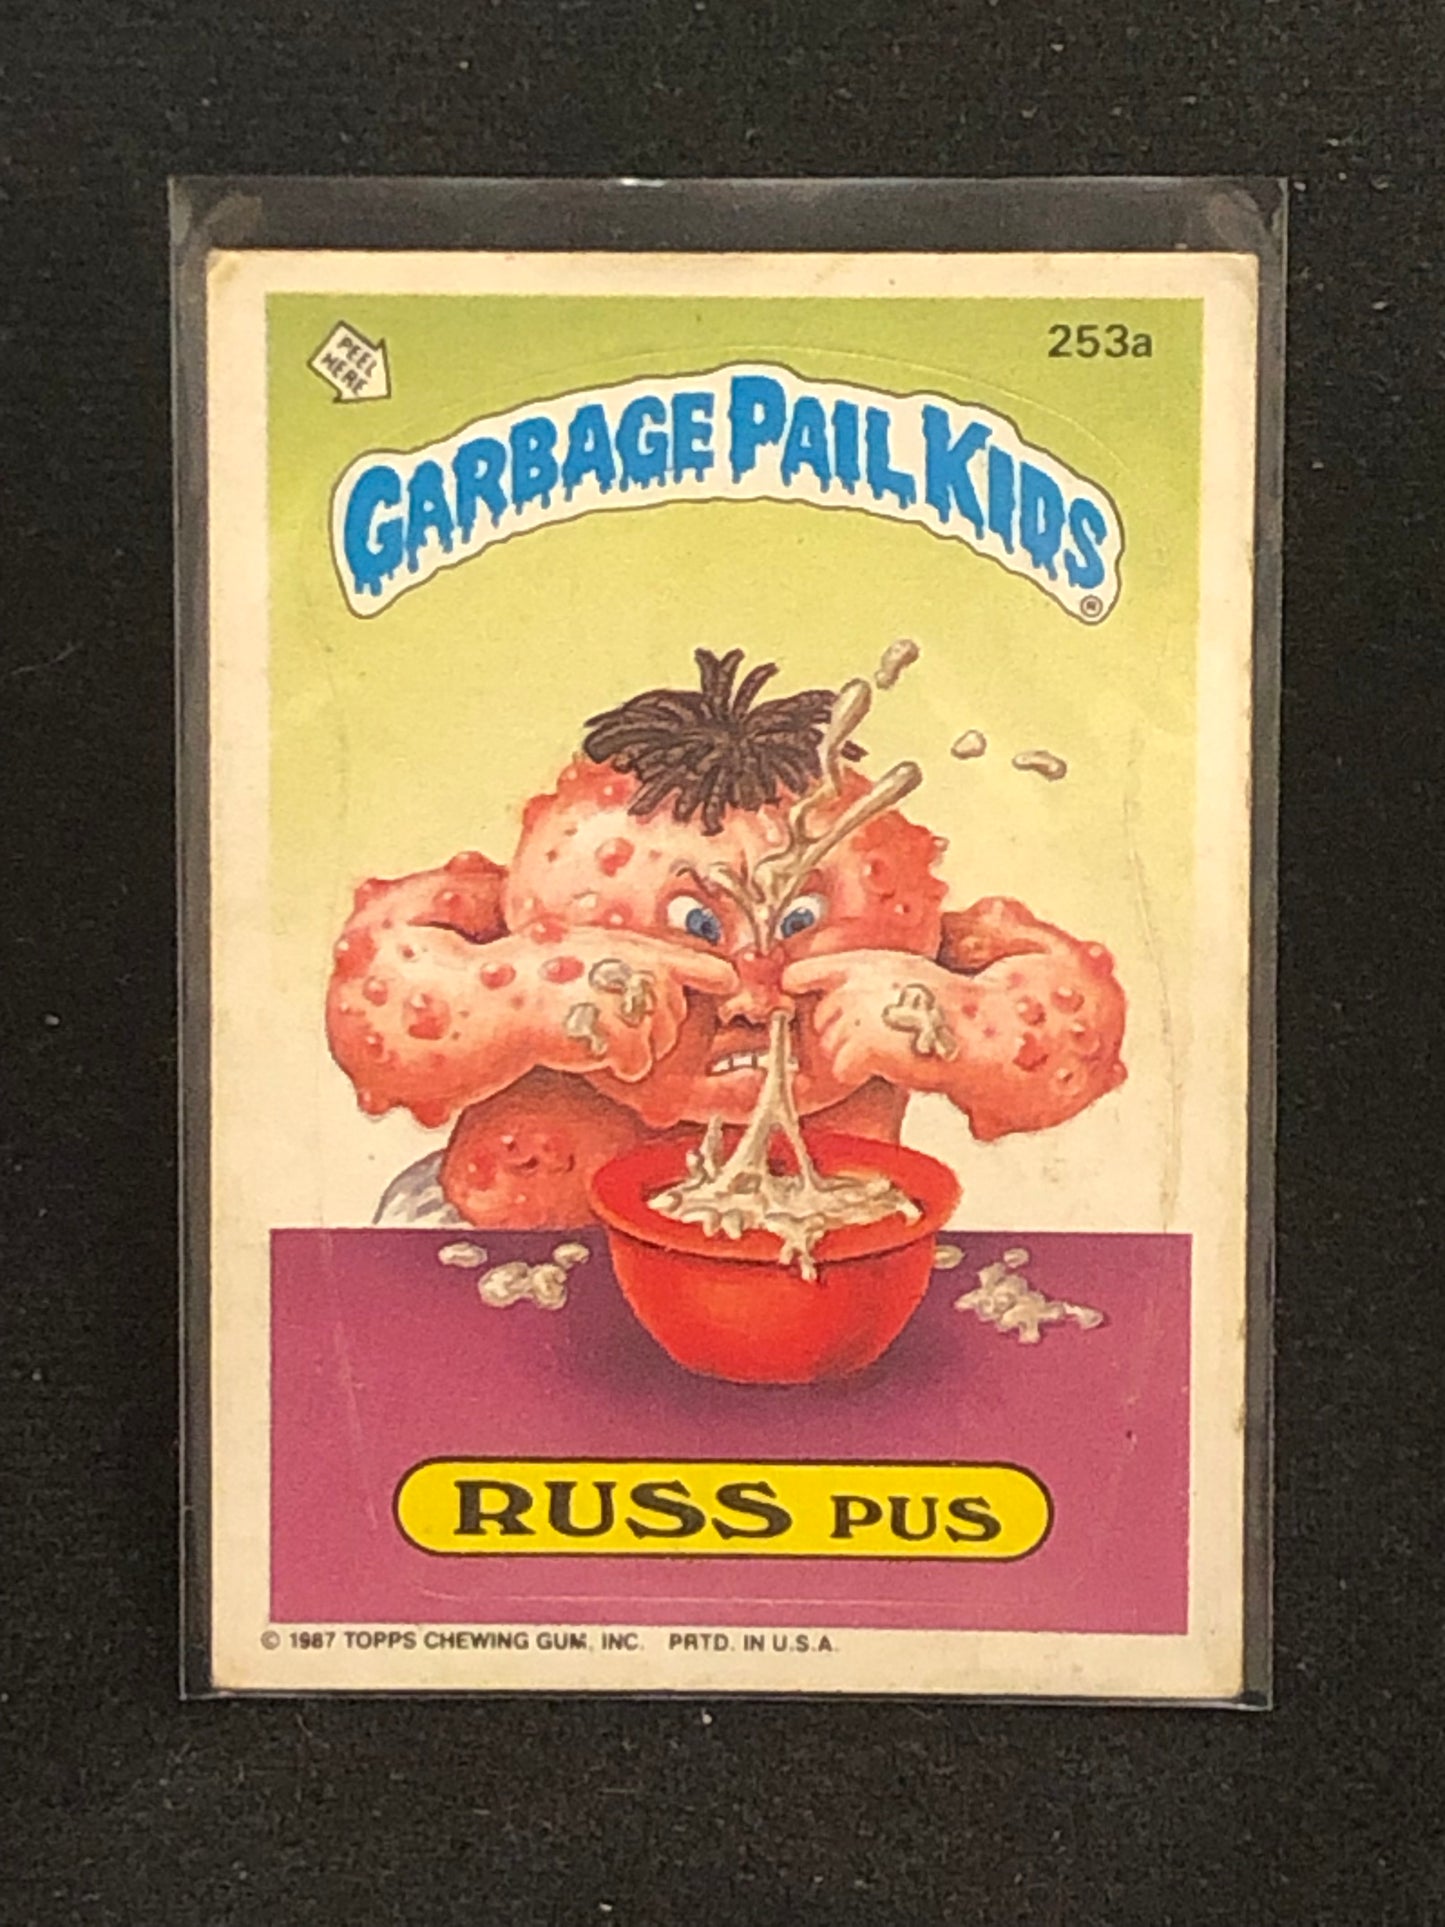 PEEL
HERE
253a
GARBAGE PAIL KIDS
®
RUSS PUS
© 1987 TOPPS CHEWING GUM, INC. PRTD. IN U.S.A.